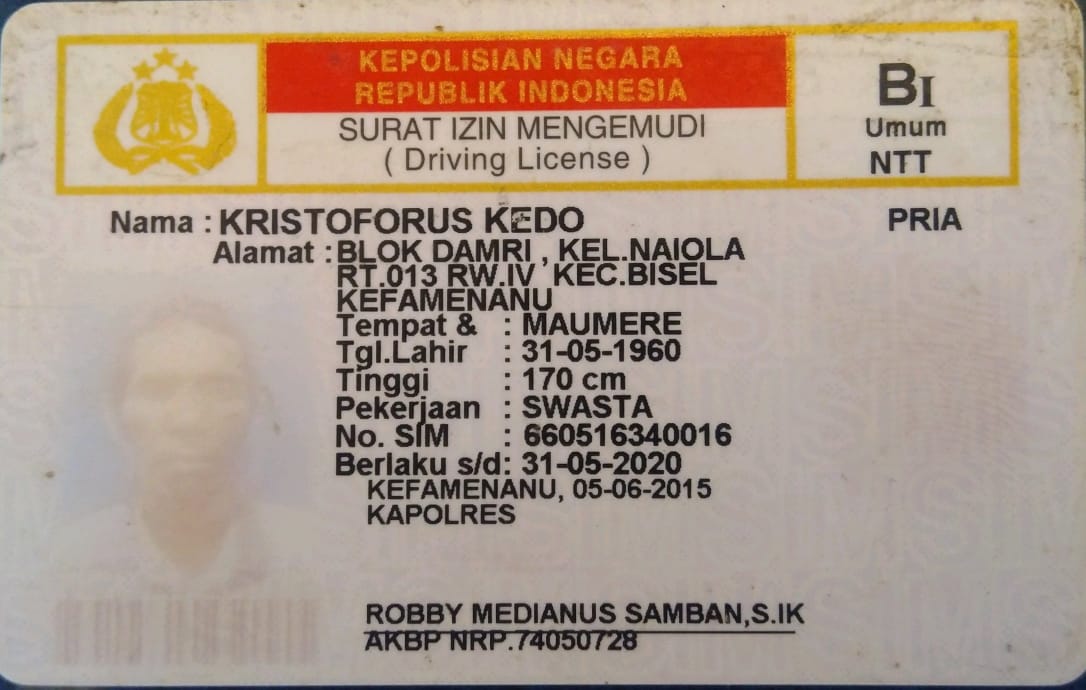 KEPOLISIAN NEGARA
REPUBLIK INDONESIA
SURAT IZIN MENGEMUDI
( Driving License )
BI
Umum
NTT
Nama : KRISTOFORUS KEDO
PRIA
Alamat : BLOK DAMRI , KEL.NAIOLA
RT.013 RW.IV KEC.BISEL
KEFAMENANU
Tempat & : MAUMERE
Tgl.Lahir : 31-05-1960
Tinggi : 170 cm
Pekerjaan : SWASTA
No. SIM : 660516340016
Berlaku s/d: 31-05-2020
KEFAMENANU, 05-06-2015
KAPOLRES
ROBBY MEDIANUS SAMBAN,S.IK
AKBP NRP.74050728